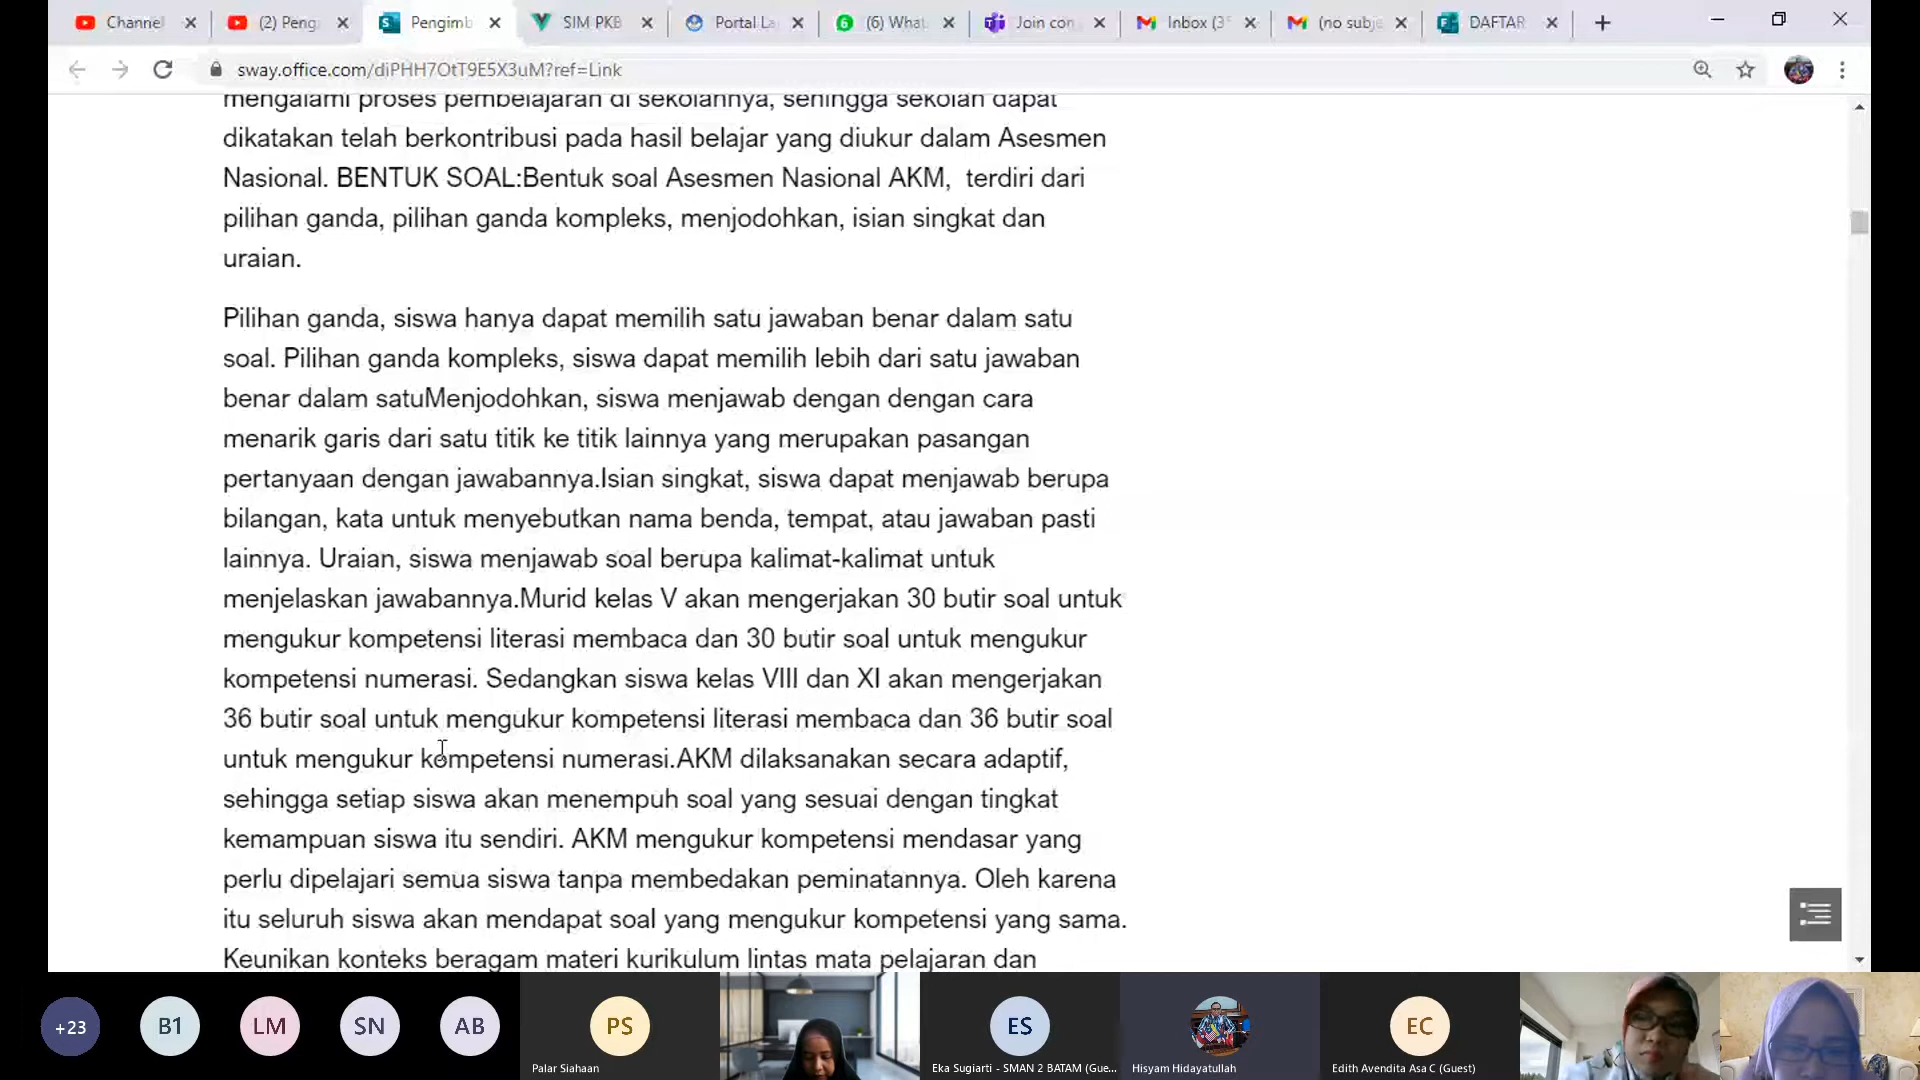 Channel
(2) Peng
Pengimb
SIM PKB
Portal La
(6) What
Join con
Inbox (3
(no subje
DAFTAR
sway.office.com/diPHH7OtT9E5X3uM?ref=Link
mengalami proses pembelajaran di sekolahnya, sehingga sekolah dapat
dikatakan telah berkontribusi pada hasil belajar yang diukur dalam Asesmen
Nasional. BENTUK SOAL:Bentuk soal Asesmen Nasional AKM,  terdiri dari
pilihan ganda, pilihan ganda kompleks, menjodohkan, isian singkat dan
uraian.
Pilihan ganda, siswa hanya dapat memilih satu jawaban benar dalam satu
soal. Pilihan ganda kompleks, siswa dapat memilih lebih dari satu jawaban
benar dalam satuMenjodohkan, siswa menjawab dengan dengan cara
menarik garis dari satu titik ke titik lainnya yang merupakan pasangan
pertanyaan dengan jawabannya.Isian singkat, siswa dapat menjawab berupa
bilangan, kata untuk menyebutkan nama benda, tempat, atau jawaban pasti
lainnya. Uraian, siswa menjawab soal berupa kalimat-kalimat untuk
menjelaskan jawabannya.Murid kelas V akan mengerjakan 30 butir soal untuk
mengukur kompetensi literasi membaca dan 30 butir soal untuk mengukur
kompetensi numerasi. Sedangkan siswa kelas VIII dan XI akan mengerjakan
36 butir soal untuk mengukur kompetensi literasi membaca dan 36 butir soal
untuk mengukur kompetensi numerasi.AKM dilaksanakan secara adaptif,
sehingga setiap siswa akan menempuh soal yang sesuai dengan tingkat
kemampuan siswa itu sendiri. AKM mengukur kompetensi mendasar yang
perlu dipelajari semua siswa tanpa membedakan peminatannya. Oleh karena
itu seluruh siswa akan mendapat soal yang mengukur kompetensi yang sama.
Keunikan konteks beragam materi kurikulum lintas mata pelajaran dan
+23
B1
LM
SN
AB
PS
ES
EC
Palar Siahaan
Eka Sugiarti - SMAN 2 BATAM (Gue...
Hisyam Hidayatullah
Edith Avendita Asa C (Guest)